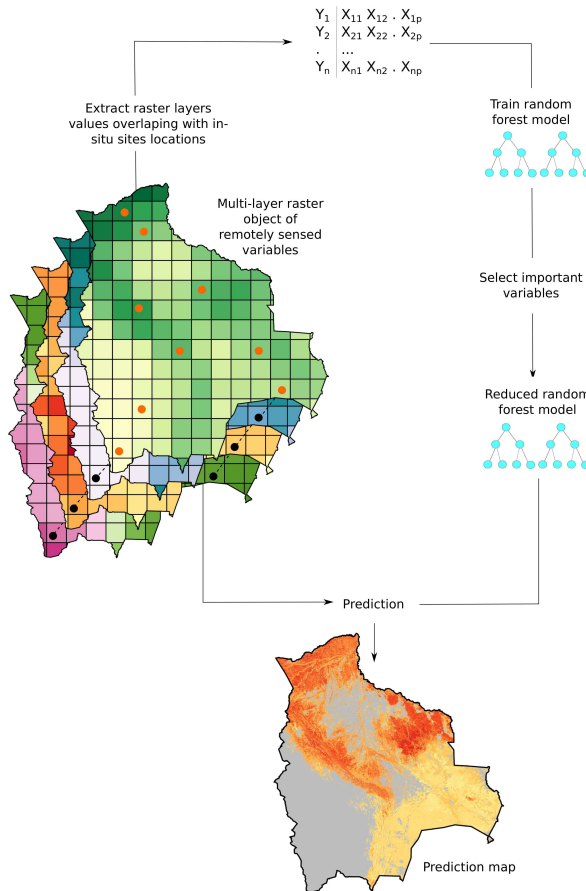 Y1 X11 X12 . X1p
Y2 X21 X22 . X2p
. ...
Yn Xn1 Xn2 . Xnp
Extract raster layers
values overlaping with in-
situ sites locations
Train random
forest model
Multi-layer raster
object of
remotely sensed
variables
Select important
variables
Reduced random
forest model
Prediction
Prediction map